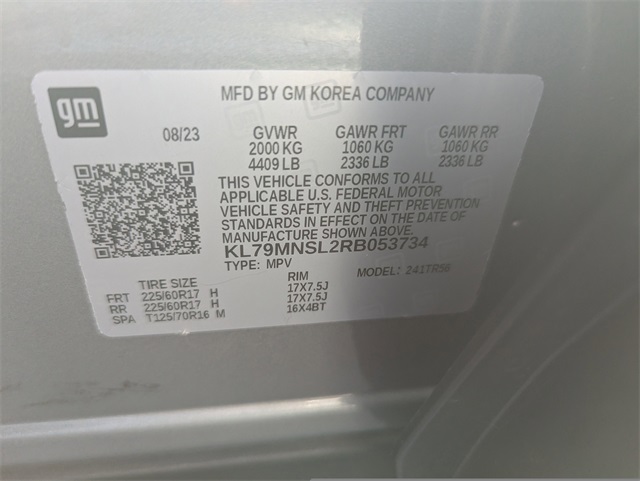 gm
MFD BY GM KOREA COMPANY
08/23 GVWR GAWR FRT GAWR RR
2000 KG 1060 KG 1060 KG
4409 LB 2336 LB 2336 LB
THIS VEHICLE CONFORMS TO ALL
APPLICABLE U.S. FEDERAL MOTOR
VEHICLE SAFETY AND THEFT PREVENTION
STANDARDS IN EFFECT ON THE DATE OF
MANUFACTURE SHOWN ABOVE.
KL79MNSL2RB053734
TYPE: MPV MODEL: 241TR56
TIRE SIZE RIM
FRT 225/60R17 H 17X7.5J
RR 225/60R17 H 17X7.5J
SPA T125/70R16 M 16X4BT